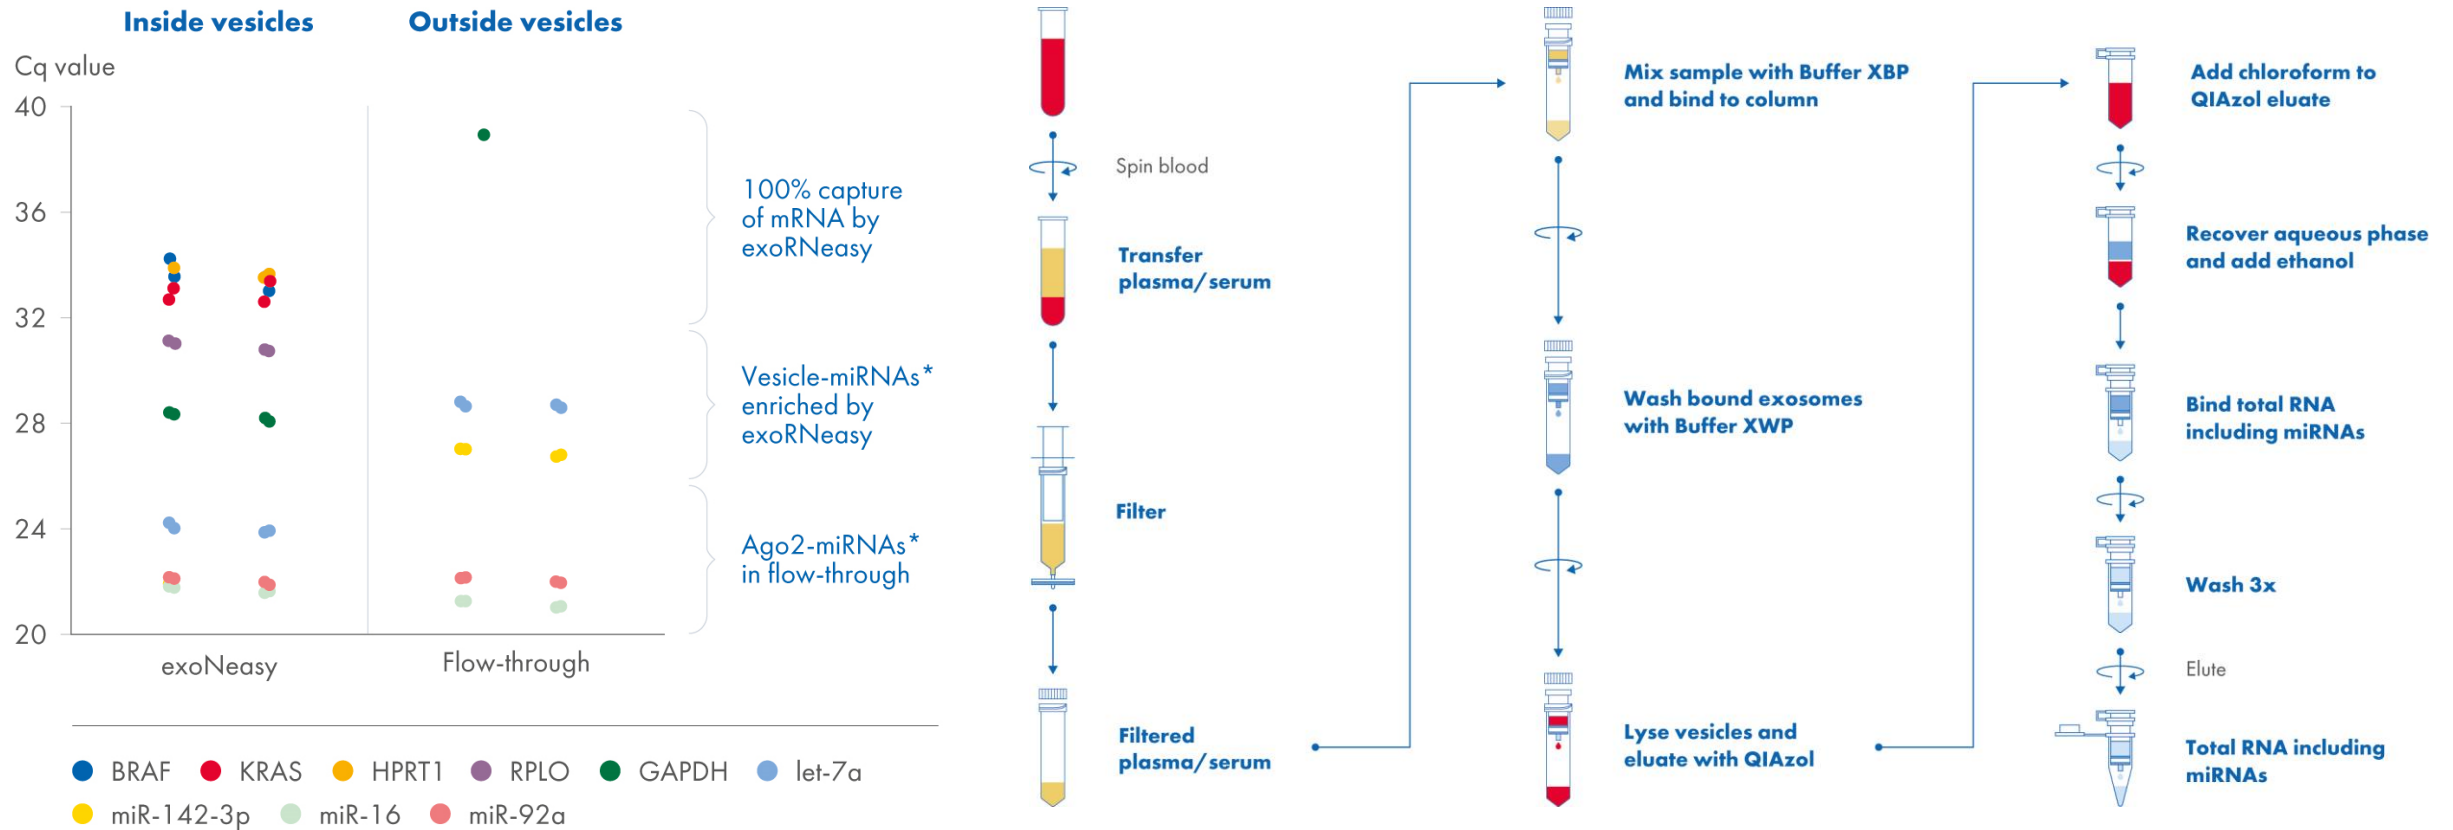 Inside vesicles
Outside vesicles
Cq value
40
36
32
28
24
20
exoNeasy
Flow-through
100% capture
of mRNA by
exoRNeasy
Vesicle-miRNAs*
enriched by
exoRNeasy
Ago2-miRNAs*
in flow-through
BRAF
KRAS
HPRT1
RPLO
GAPDH
let-7a
miR-142-3p
miR-16
miR-92a
Spin blood
Transfer
plasma/serum
Filter
Filtered
plasma/serum
Mix sample with Buffer XBP
and bind to column
Wash bound exosomes
with Buffer XWP
Lyse vesicles and
eluate with QIAzol
Add chloroform to
QIAzol eluate
Recover aqueous phase
and add ethanol
Bind total RNA
including miRNAs
Wash 3x
Elute
Total RNA including
miRNAs